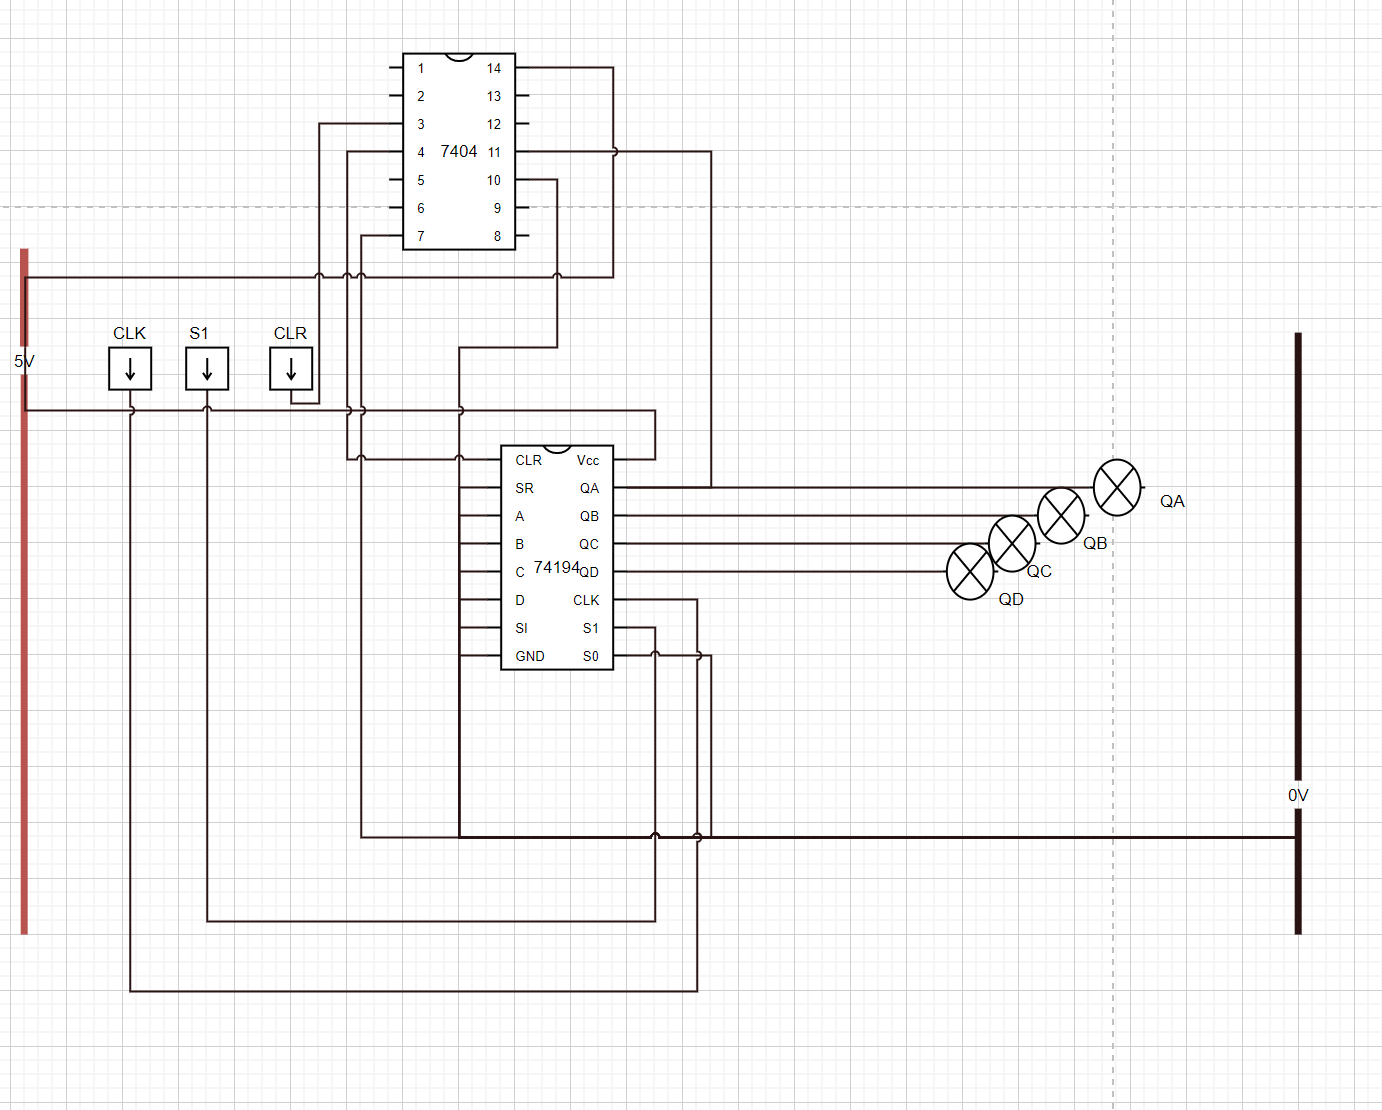 1 14
2 13
3 12
4 7404 11
5 10
6 9
7 8
CLK S1 CLR
5V
CLR Vcc
SR QA
A QB
B QC
C 74194 QD
D CLK
SI S1
GND S0
QA
QB
QC
QD
0V